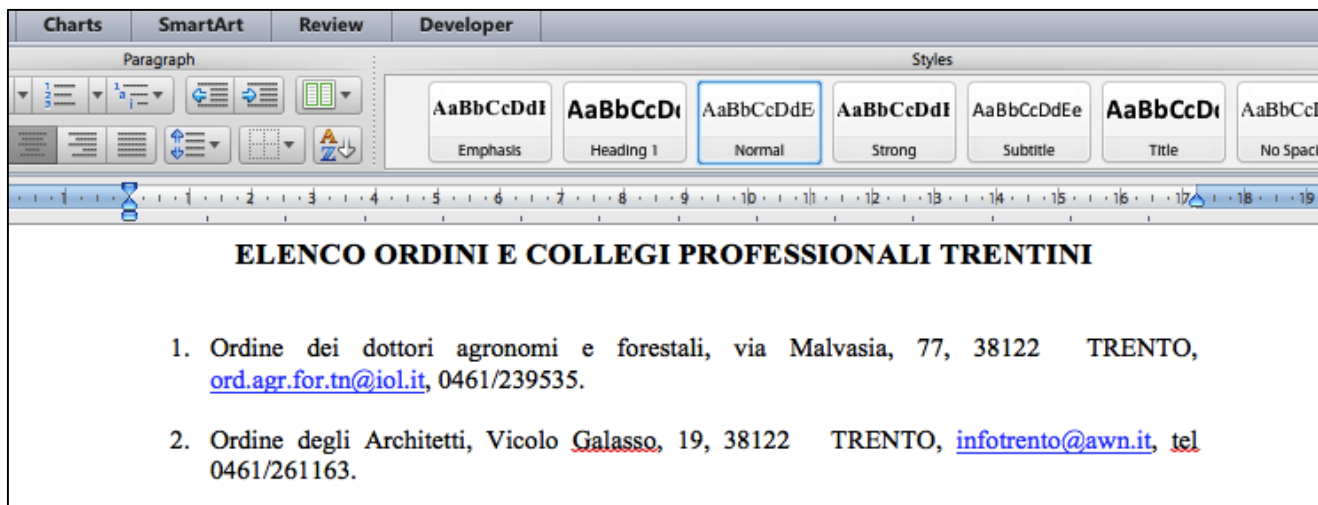 Charts SmartArt Review Developer
Paragraph Styles
AaBbCcDdE AaBbCcDd AaBbCcDdE AaBbCcDdE AaBbCcDdEe AaBbCcDd AaBbCcD
Emphasis Heading 1 Normal Strong Subtitle Title No Spaci
1 1 2 3 4 5 6 7 8 9 10 11 12 13 14 15 16 17 18 19
ELENCO ORDINI E COLLEGI PROFESSIONALI TRENTINI
1. Ordine dei dottori agronomi e forestali, via Malvasia, 77, 38122 TRENTO,
ord.agr.for.tn@iol.it, 0461/239535.
2. Ordine degli Architetti, Vicolo Galasso, 19, 38122 TRENTO, infotrento@awn.it, tel
0461/261163.